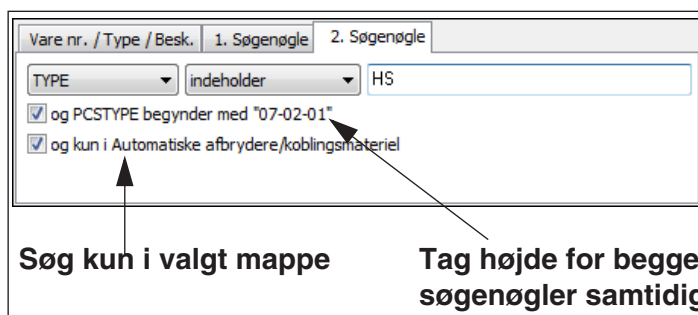 Vare nr. / Type / Besk. 1. Søgenøgle 2. Søgenøgle
TYPE indeholder HS
og PCSTYPE begynder med "07-02-01"
og kun i Automatiske afbrydere/koblingsmateriel
Søg kun i valgt mappe
Tag højde for begge
søgenøgler samtidig